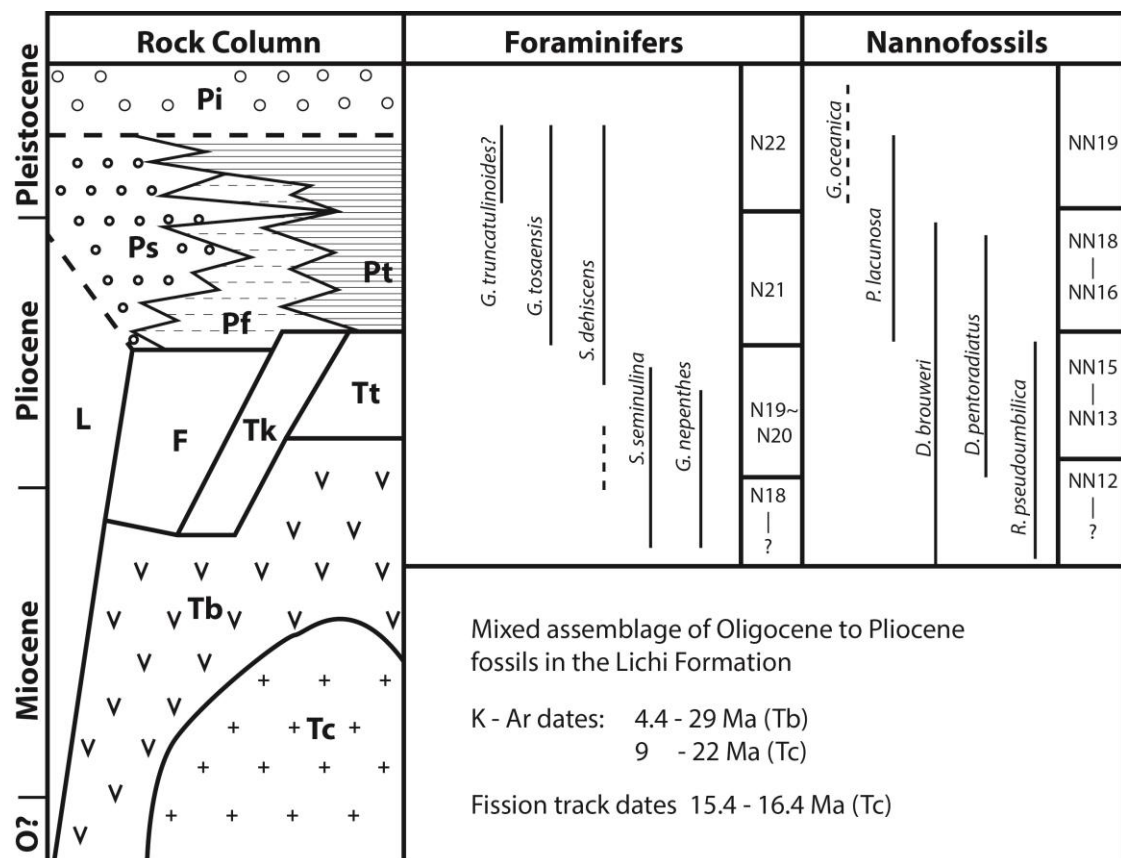 Rock Column
Foraminifers
Nannofossils
Pleistocene
Pliocene
Miocene
O?
Pi
Ps
Pt
Pf
L
F
Tk
Tt
Tb
Tc
G. truncatulinoides?
G. tosaensis
S. dehiscens
S. seminulina
G. nepenthes
N22
N21
N19~
N20
N18
|
?
G. oceanica
P. lacunosa
D. brouweri
D. pentoradiatus
R. pseudoumbilica
NN19
NN18
|
NN16
NN15
|
NN13
NN12
|
?
Mixed assemblage of Oligocene to Pliocene
fossils in the Lichi Formation
K - Ar dates: 4.4 - 29 Ma (Tb)
9 - 22 Ma (Tc)
Fission track dates 15.4 - 16.4 Ma (Tc)